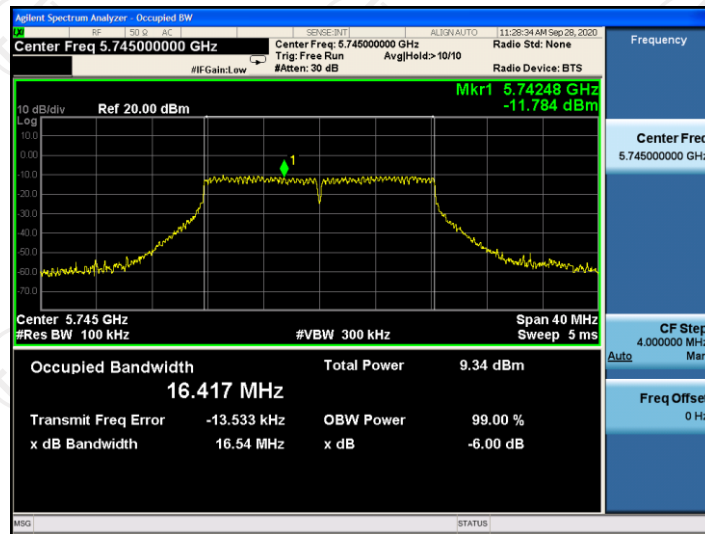 Agilent Spectrum Analyzer - Occupied BW
RF 50 Ω AC SENSE:INT ALIGN AUTO 11:28:34 AM Sep 28, 2020
Center Freq 5.745000000 GHz
Center Freq: 5.745000000 GHz
Radio Std: None
Trig: Free Run Avg|Hold:> 10/10
#IFGain:Low #Atten: 30 dB Radio Device: BTS
Mkr1 5.74248 GHz
-11.784 dBm
10 dB/div Ref 20.00 dBm
Log
10.0
0.00
-10.0
1
-20.0
-30.0
-40.0
-50.0
-60.0
-70.0
Center 5.745 GHz Span 40 MHz
#Res BW 100 kHz #VBW 300 kHz Sweep 5 ms
Occupied Bandwidth Total Power 9.34 dBm
16.417 MHz
Transmit Freq Error -13.533 kHz OBW Power 99.00 %
x dB Bandwidth 16.54 MHz x dB -6.00 dB
MSG STATUS
Frequency
Center Freq
5.745000000 GHz
CF Step
4.000000 MHz
Auto Man
Freq Offset
0 Hz